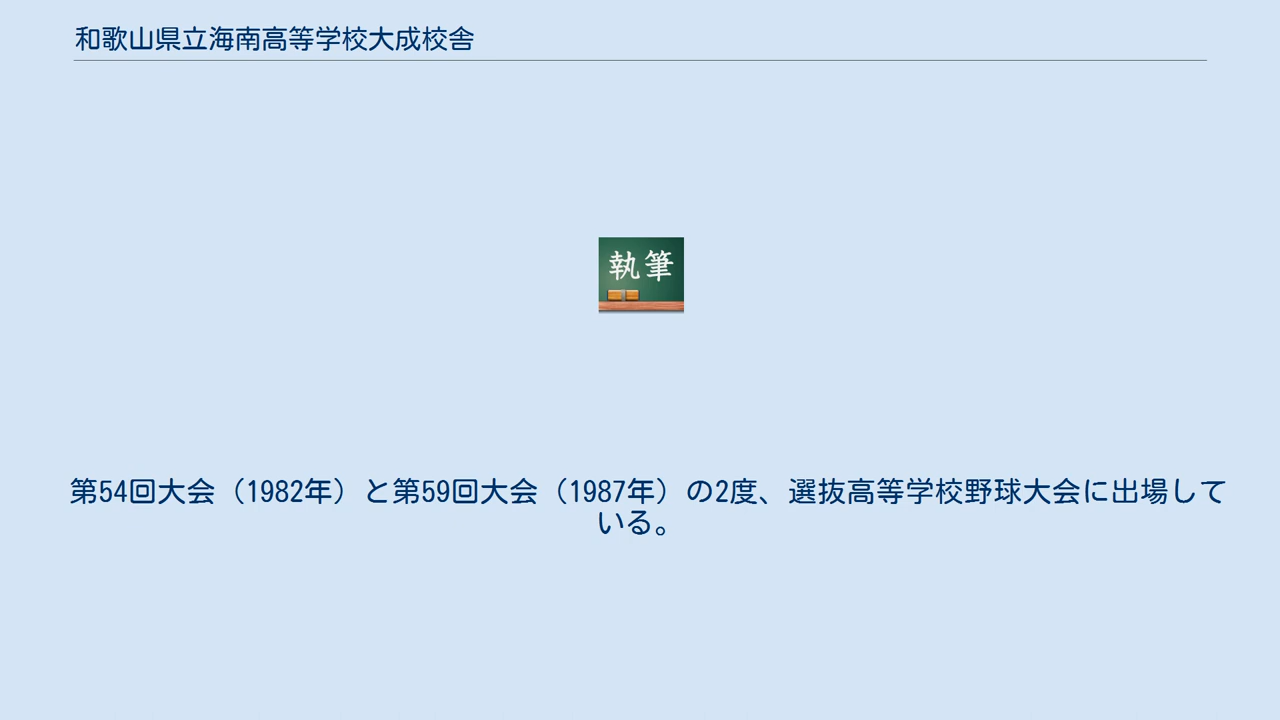 和歌山県立海南高等学校大成校舎
執筆
第54回大会（1982年）と第59回大会（1987年）の2度、選抜高等学校野球大会に出場して
いる。